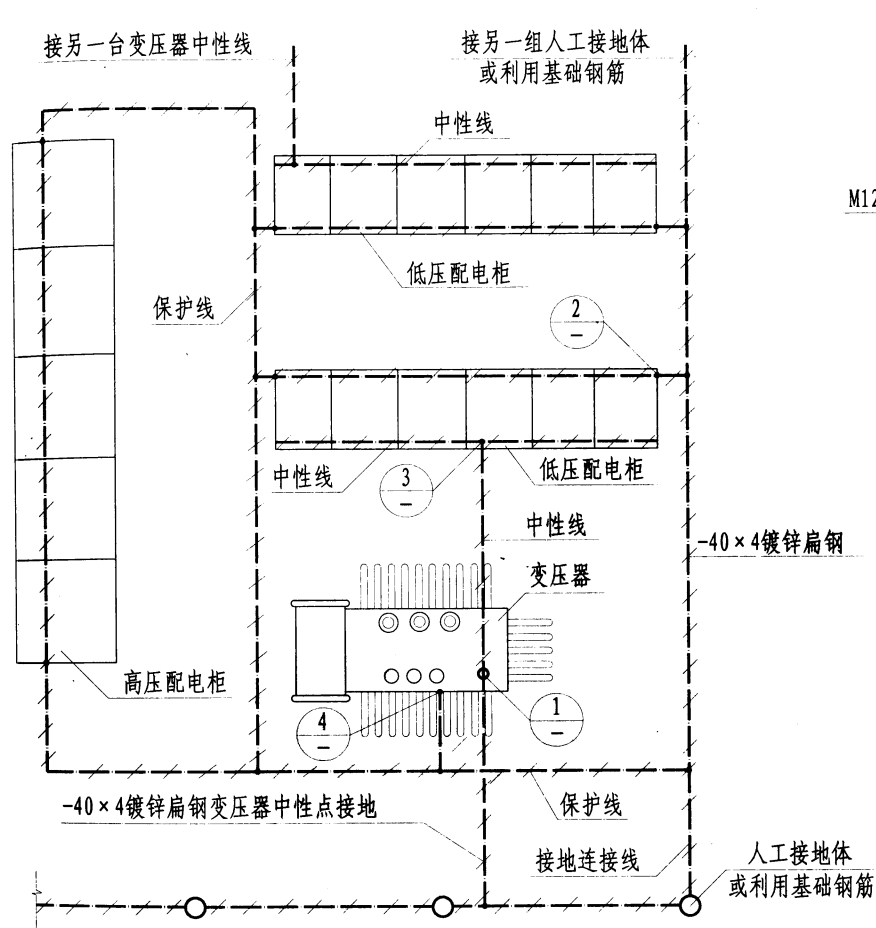 接另一台变压器中性线
接另一组人工接地体
或利用基础钢筋
中性线
M12
低压配电柜
保护线
2
–
中性线
3
–
低压配电柜
中性线
-40×4镀锌扁钢
变压器
高压配电柜
4
–
1
–
-40×4镀锌扁钢变压器中性点接地
保护线
接地连接线
人工接地体
或利用基础钢筋